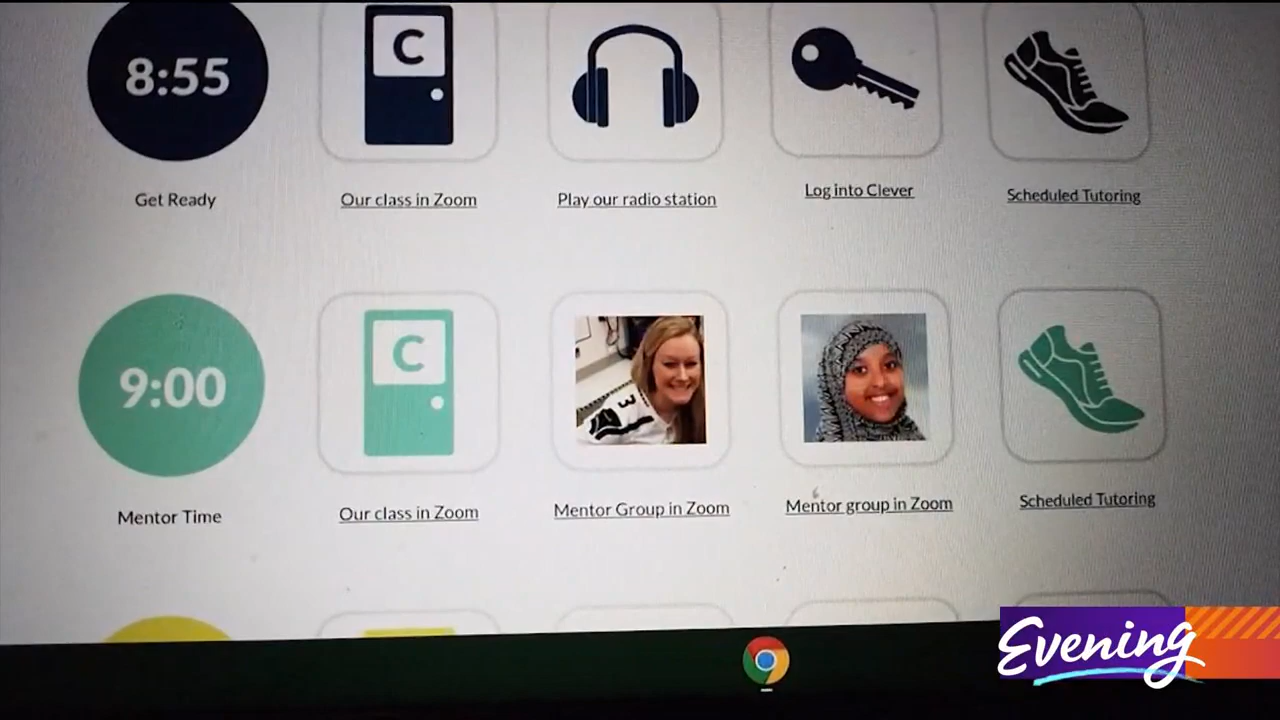 8:55
C
Get Ready
Our class in Zoom
Play our radio station
Log into Clever
Scheduled Tutoring
9:00
C
3
Mentor Time
Our class in Zoom
Mentor Group in Zoom
Mentor group in Zoom
Scheduled Tutoring
Evening